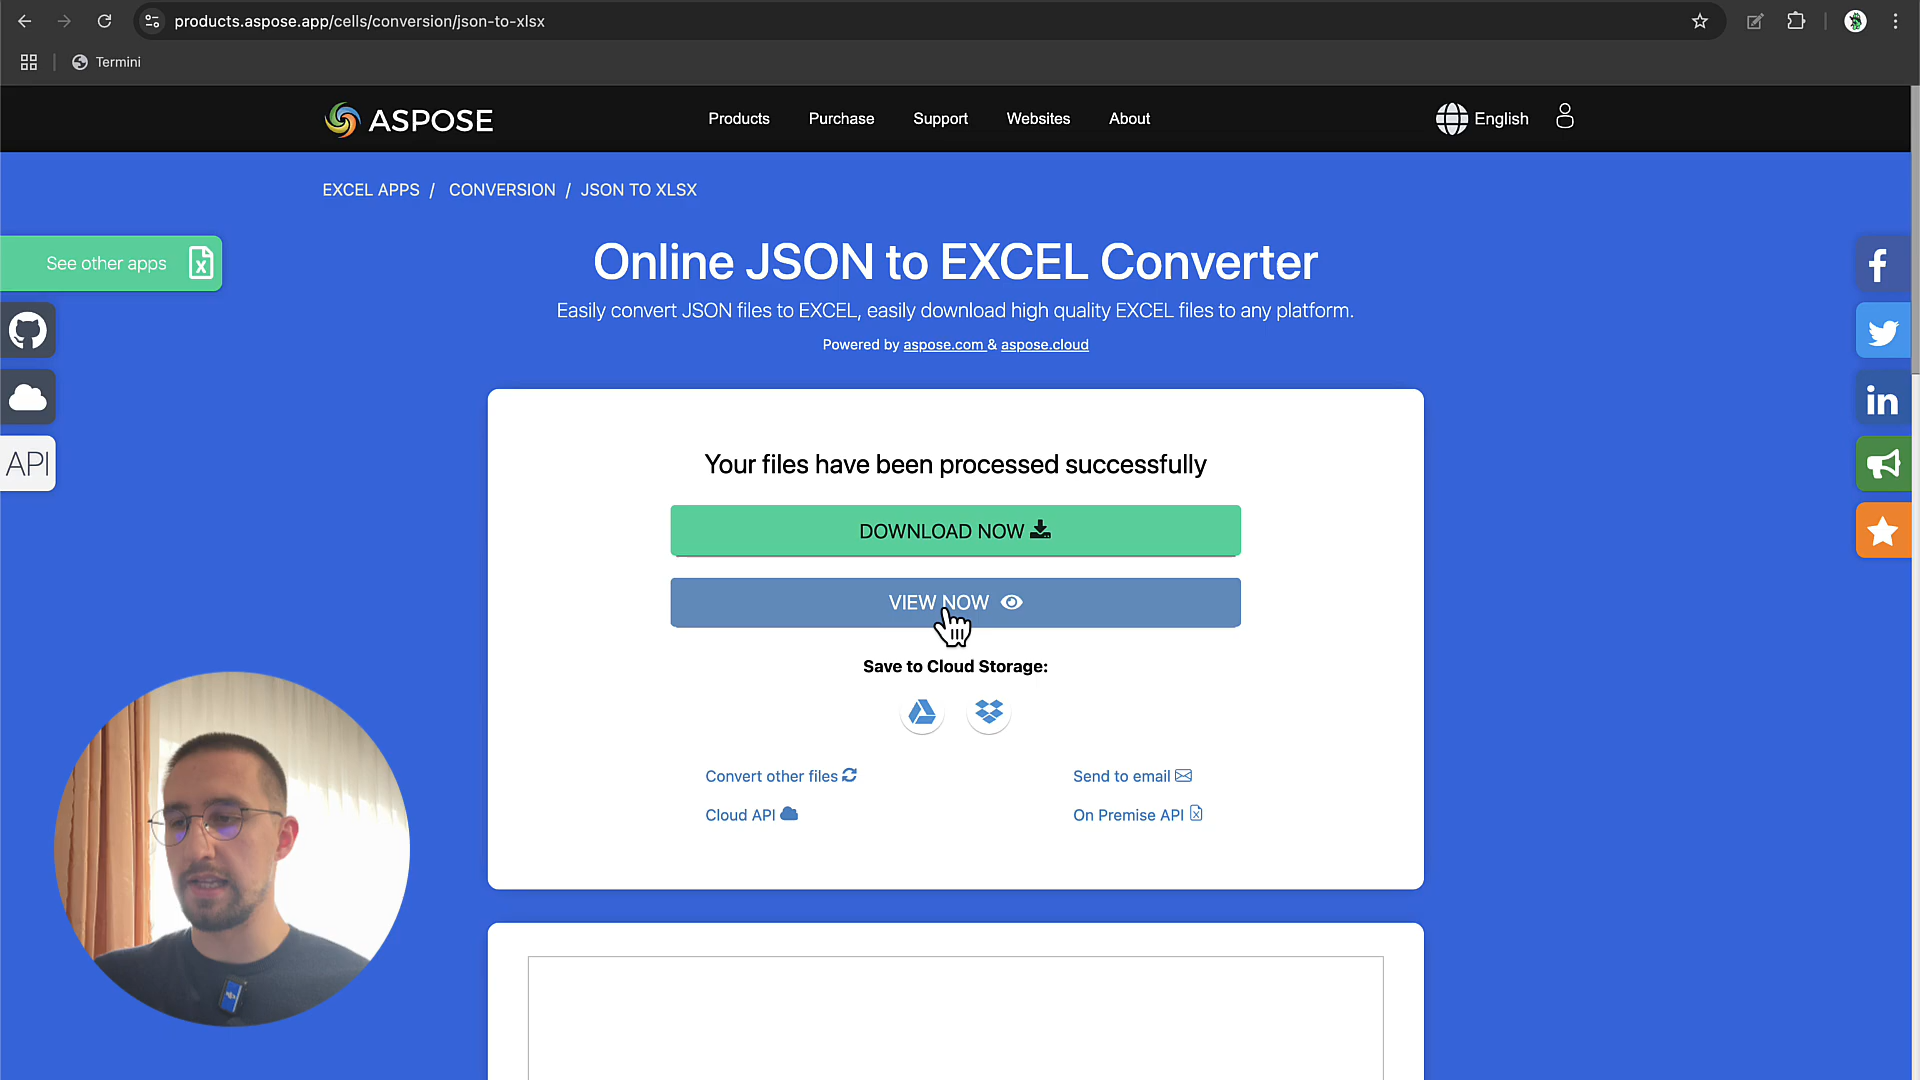 products.aspose.app/cells/conversion/json-to-xlsx
Termini
ASPOSE
Products
Purchase
Support
Websites
About
English
EXCEL APPS / CONVERSION / JSON TO XLSX
See other apps
API
Online JSON to EXCEL Converter
Easily convert JSON files to EXCEL, easily download high quality EXCEL files to any platform.
Powered by aspose.com & aspose.cloud
Your files have been processed successfully
DOWNLOAD NOW
VIEW NOW
Save to Cloud Storage:
Convert other files
Send to email
Cloud API
On Premise API